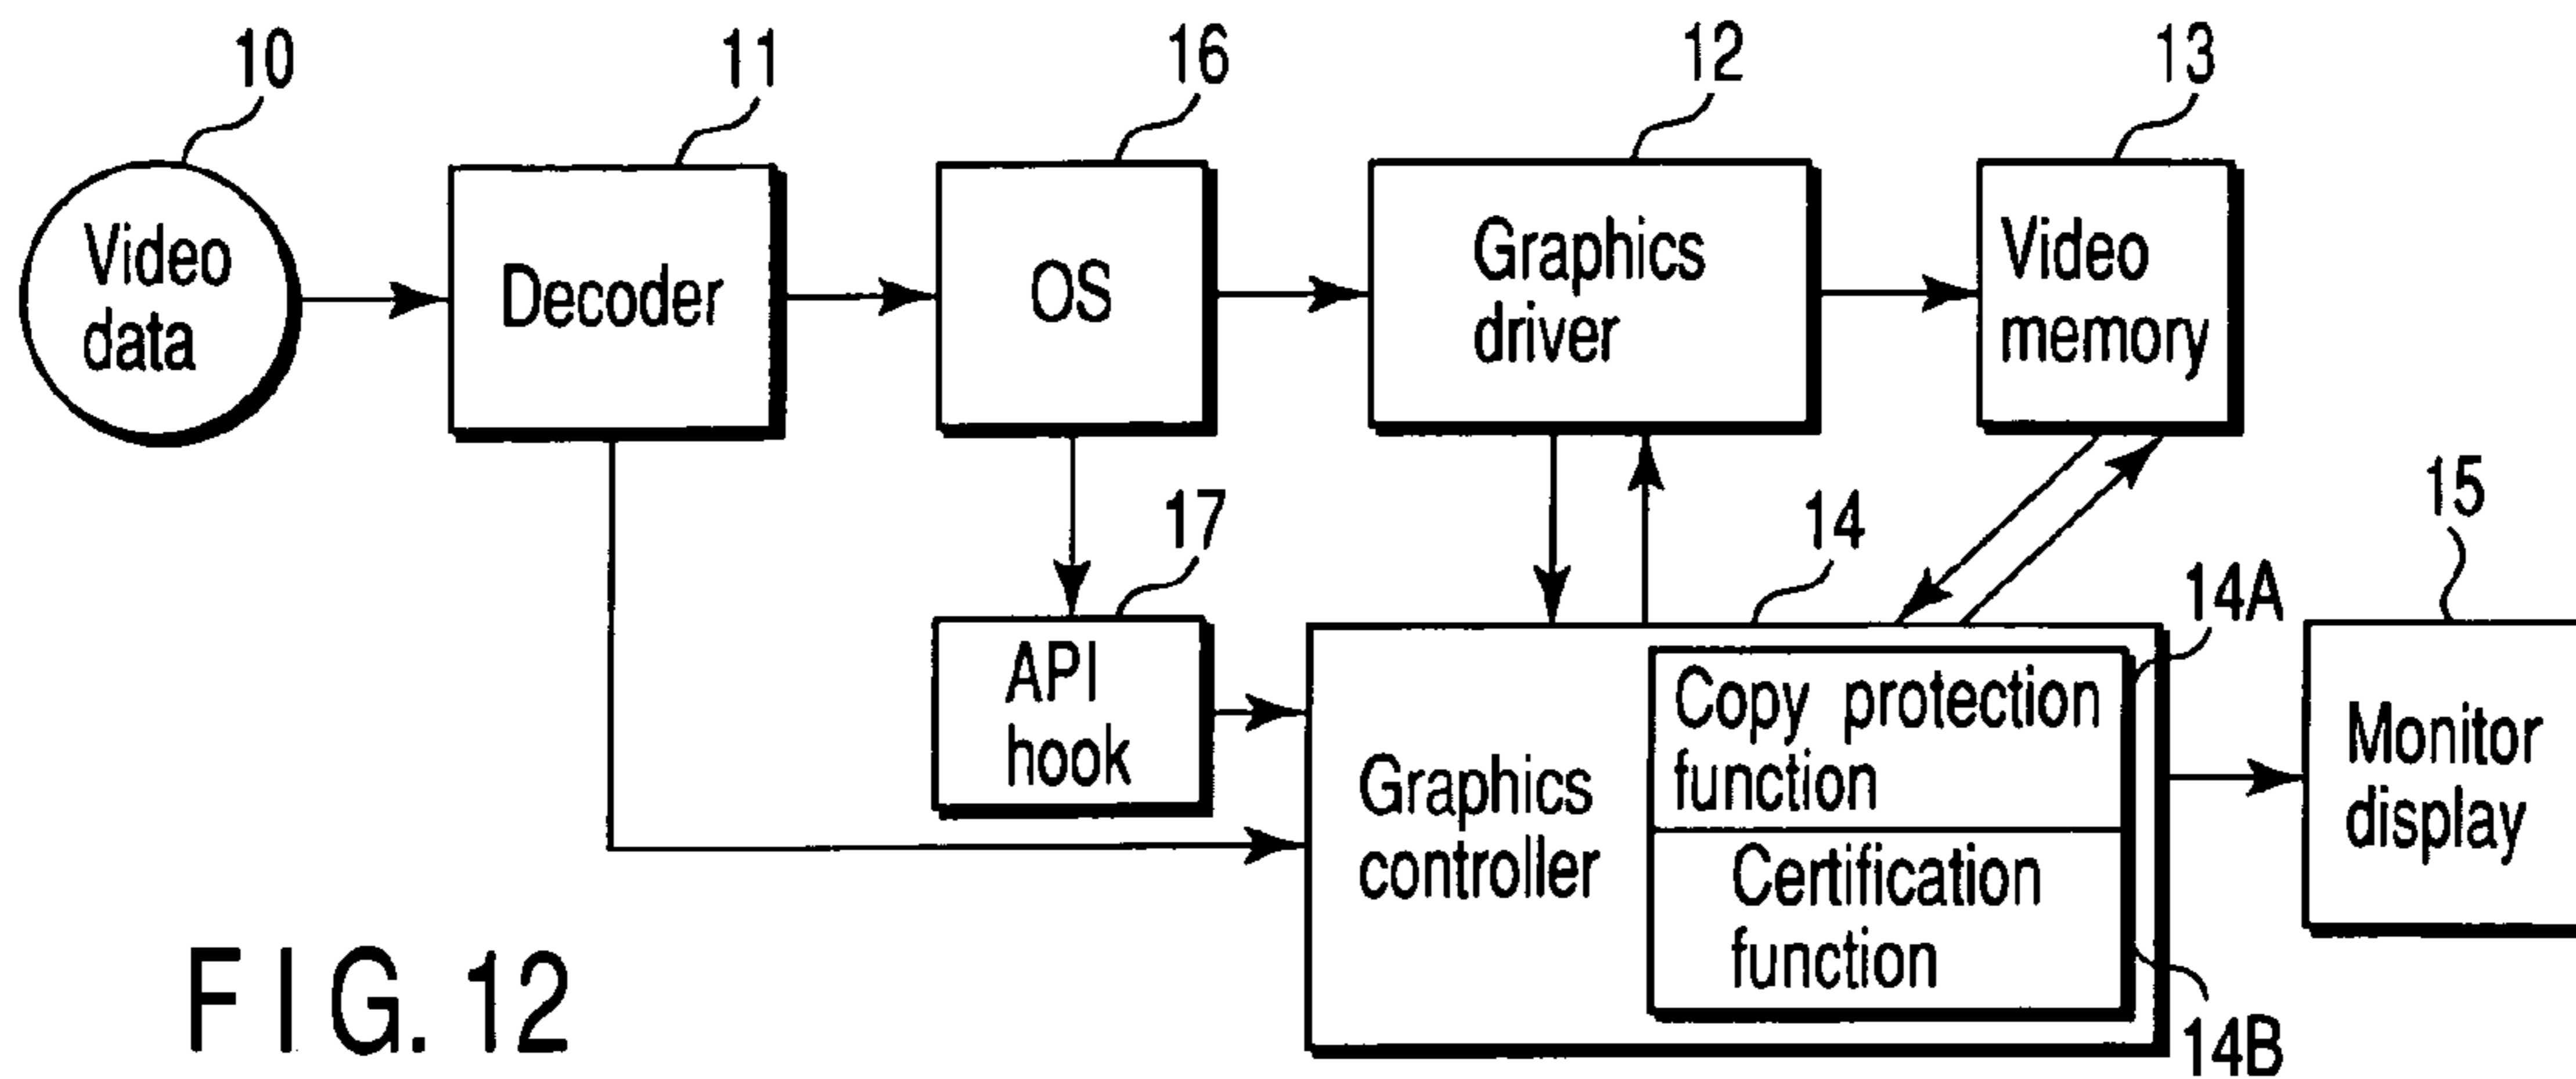 10
11
16
12
13
Video
data
Decoder
OS
Graphics
driver
Video
memory
17
14
15
14A
API
hook
Graphics
controller
Copy protection
function
Certification
function
Monitor
display
14B
FIG. 12